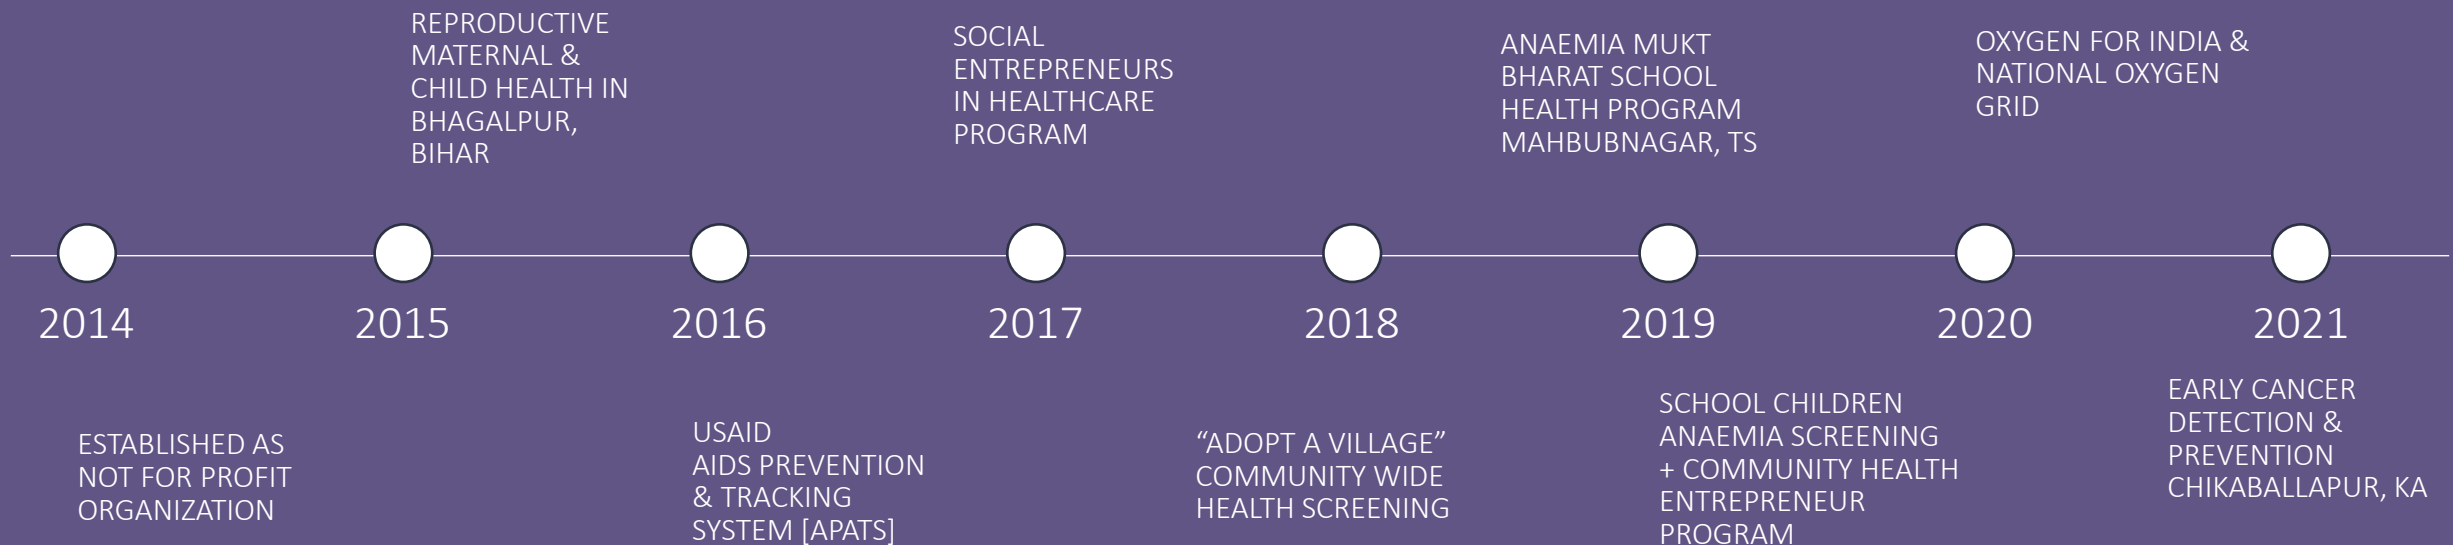 REPRODUCTIVE
MATERNAL &
CHILD HEALTH IN
BHAGALPUR,
BIHAR
SOCIAL
ENTREPRENEURS
IN HEALTHCARE
PROGRAM
ANAEMIA MUKT
BHARAT SCHOOL
HEALTH PROGRAM
MAHBUBNAGAR, TS
OXYGEN FOR INDIA &
NATIONAL OXYGEN
GRID
2014
2015
2016
2017
2018
2019
2020
2021
ESTABLISHED AS
NOT FOR PROFIT
ORGANIZATION
USAID
AIDS PREVENTION
& TRACKING
SYSTEM [APATS]
“ADOPT A VILLAGE”
COMMUNITY WIDE
HEALTH SCREENING
SCHOOL CHILDREN
ANAEMIA SCREENING
+ COMMUNITY HEALTH
ENTREPRENEUR
PROGRAM
EARLY CANCER
DETECTION &
PREVENTION
CHIKABALLAPUR, KA